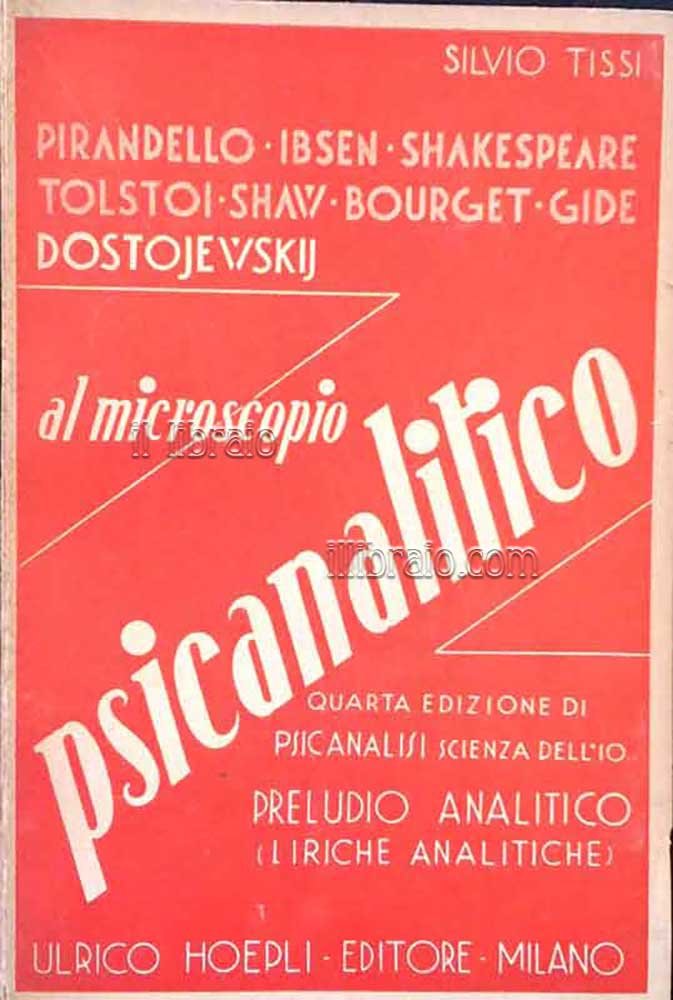 SILVIO TISSI
PIRANDELLO · IBSEN · SHAKESPEARE
TOLSTOI · SHAW · BOURGET · GIDE
DOSTOJEWSKIJ
al microscopio
il libraio
psicanalitico
illibraio.com
QUARTA EDIZIONE DI
PSICANALISI SCIENZA DELL'IO
PRELUDIO ANALITICO
(LIRICHE ANALITICHE)
ULRICO HOEPLI - EDITORE - MILANO